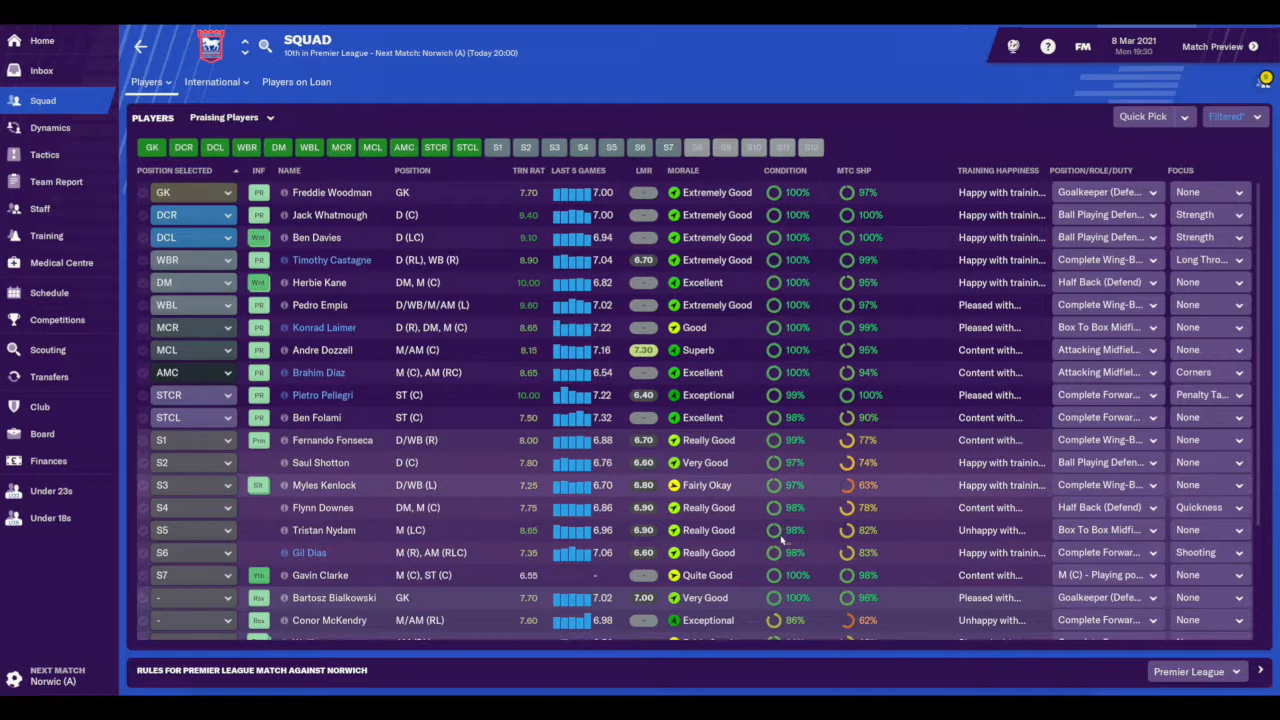 Home
Inbox
Squad
Dynamics
Tactics
Team Report
Staff
Training
Medical Centre
Schedule
Competitions
Scouting
Transfers
Club
Board
Finances
Under 23s
Under 18s
NEXT MATCH
Norwic (A)
SQUAD
10th in Premier League - Next Match: Norwich (A) (Today 20:00)
? FM 8 Mar 2021 Mon 19:30 Match Preview
9
Players International Players on Loan
PLAYERS Praising Players Quick Pick Filtered*
GK DCR DCL WBR DM WBL MCR MCL AMC STCR STCL S1 S2 S3 S4 S5 S6 S7 S8 S9 S10 S11 S12
POSITION SELECTED INF NAME POSITION TRN RAT LAST 5 GAMES LMR MORALE CONDITION MTC SHP TRAINING HAPPINESS POSITION/ROLE/DUTY FOCUS
GK PR Freddie Woodman GK 7.70 7.00 - Extremely Good 100% 97% Happy with trainin... Goalkeeper (Defe... None
DCR PR Jack Whatmough D (C) 9.40 7.00 - Extremely Good 100% 100% Happy with trainin... Ball Playing Defen... Strength
DCL Wnt Ben Davies D (LC) 9.10 6.94 - Extremely Good 100% 100% Happy with trainin... Ball Playing Defen... Strength
WBR PR Timothy Castagne D (RL), WB (R) 8.90 7.04 6.70 Extremely Good 100% 99% Happy with trainin... Complete Wing-B... Long Thro...
DM Wnt Herbie Kane DM, M (C) 10.00 6.82 - Excellent 100% 95% Happy with trainin... Half Back (Defend) None
WBL PR Pedro Empis D/WB/M/AM (L) 9.60 7.02 - Extremely Good 100% 97% Pleased with... Complete Wing-B... None
MCR PR Konrad Laimer D (R), DM, M (C) 8.65 7.22 - Good 100% 99% Pleased with... Box To Box Midfi... None
MCL PR Andre Dozzell M/AM (C) 8.15 7.16 7.30 Superb 100% 95% Content with... Attacking Midfiel... None
AMC PR Brahim Díaz M (C), AM (RC) 8.65 6.54 - Excellent 100% 94% Content with... Attacking Midfiel... Corners
STCR PR Pietro Pellegri ST (C) 10.00 7.22 6.40 Exceptional 99% 100% Pleased with... Complete Forwar... Penalty Ta...
STCL PR Ben Folami ST (C) 7.50 7.32 - Excellent 98% 90% Content with... Complete Forwar... None
S1 Prm Fernando Fonseca D/WB (R) 8.00 6.88 6.70 Really Good 99% 77% Content with... Complete Wing-B... None
S2 Saul Shotton D (C) 7.80 6.76 6.60 Very Good 97% 74% Happy with trainin... Ball Playing Defen... None
S3 Slt Myles Kenlock D/WB (L) 7.25 6.70 6.80 Fairly Okay 97% 63% Happy with trainin... Complete Wing-B... None
S4 Flynn Downes DM, M (C) 7.75 6.86 6.90 Really Good 98% 78% Content with... Half Back (Defend) Quickness
S5 Tristan Nydam M (LC) 8.65 6.96 6.90 Really Good 98% 82% Unhappy with... Box To Box Midfi... None
S6 Gil Dias M (R), AM (RLC) 7.35 7.06 6.60 Really Good 98% 83% Happy with trainin... Complete Forwar... Shooting
S7 Yth Gavin Clarke M (C), ST (C) 6.55 - - Quite Good 100% 98% Content with... M (C) - Playing po... None
- Rsv Bartosz Bialkowski GK 7.70 7.02 7.00 Very Good 100% 96% Pleased with... Goalkeeper (Defe... None
- Rsv Conor McKendry M/AM (RL) 7.60 6.98 - Exceptional 86% 62% Unhappy with... Complete Forwar... None
RULES FOR PREMIER LEAGUE MATCH AGAINST NORWICH Premier League